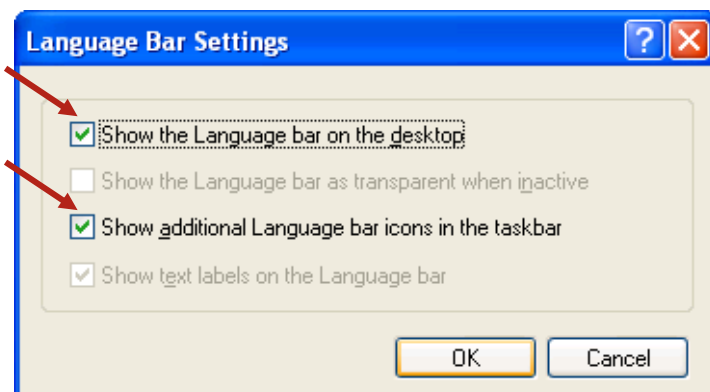 Language Bar Settings
Show the Language bar on the desktop
Show the Language bar as transparent when inactive
Show additional Language bar icons in the taskbar
Show text labels on the Language bar
OK Cancel